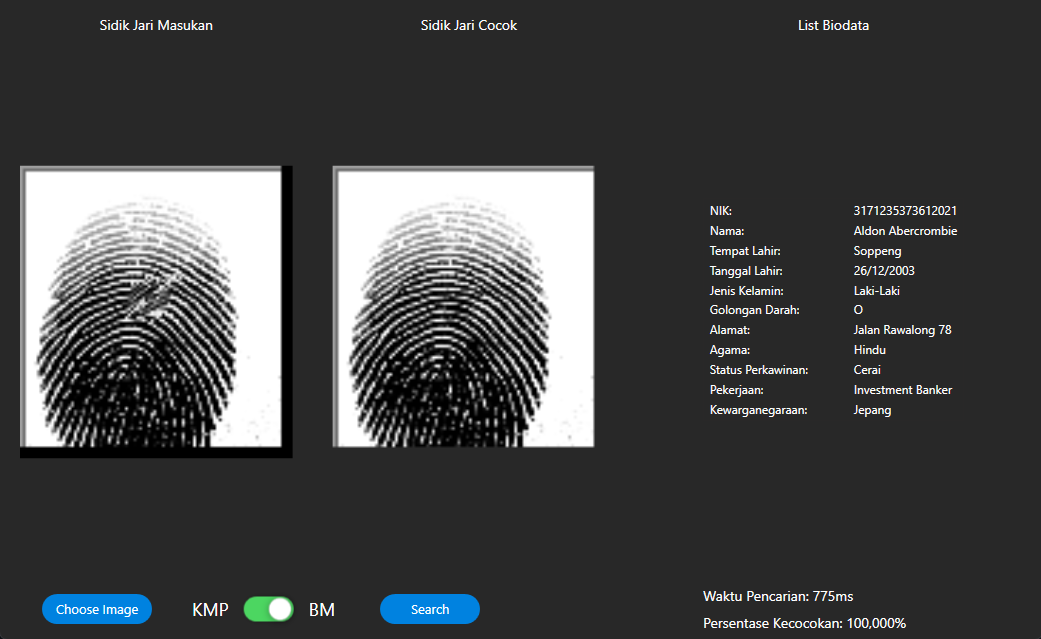 Sidik Jari Masukan
Sidik Jari Cocok
List Biodata
NIK: 3171235373612021
Nama: Aldon Abercrombie
Tempat Lahir: Soppeng
Tanggal Lahir: 26/12/2003
Jenis Kelamin: Laki-Laki
Golongan Darah: O
Alamat: Jalan Rawalong 78
Agama: Hindu
Status Perkawinan: Cerai
Pekerjaan: Investment Banker
Kewarganegaraan: Jepang
Choose Image
KMP
BM
Search
Waktu Pencarian: 775ms
Persentase Kecocokan: 100,000%